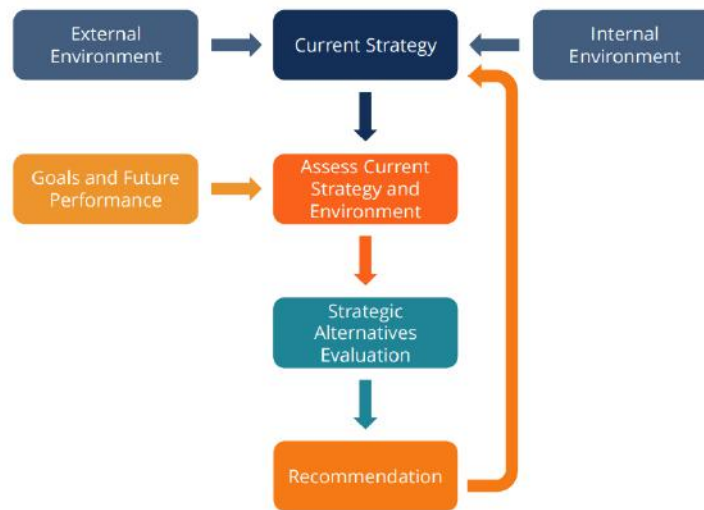 External
Environment
Current Strategy
Internal
Environment
Goals and Future
Performance
Assess Current
Strategy and
Environment
Strategic
Alternatives
Evaluation
Recommendation